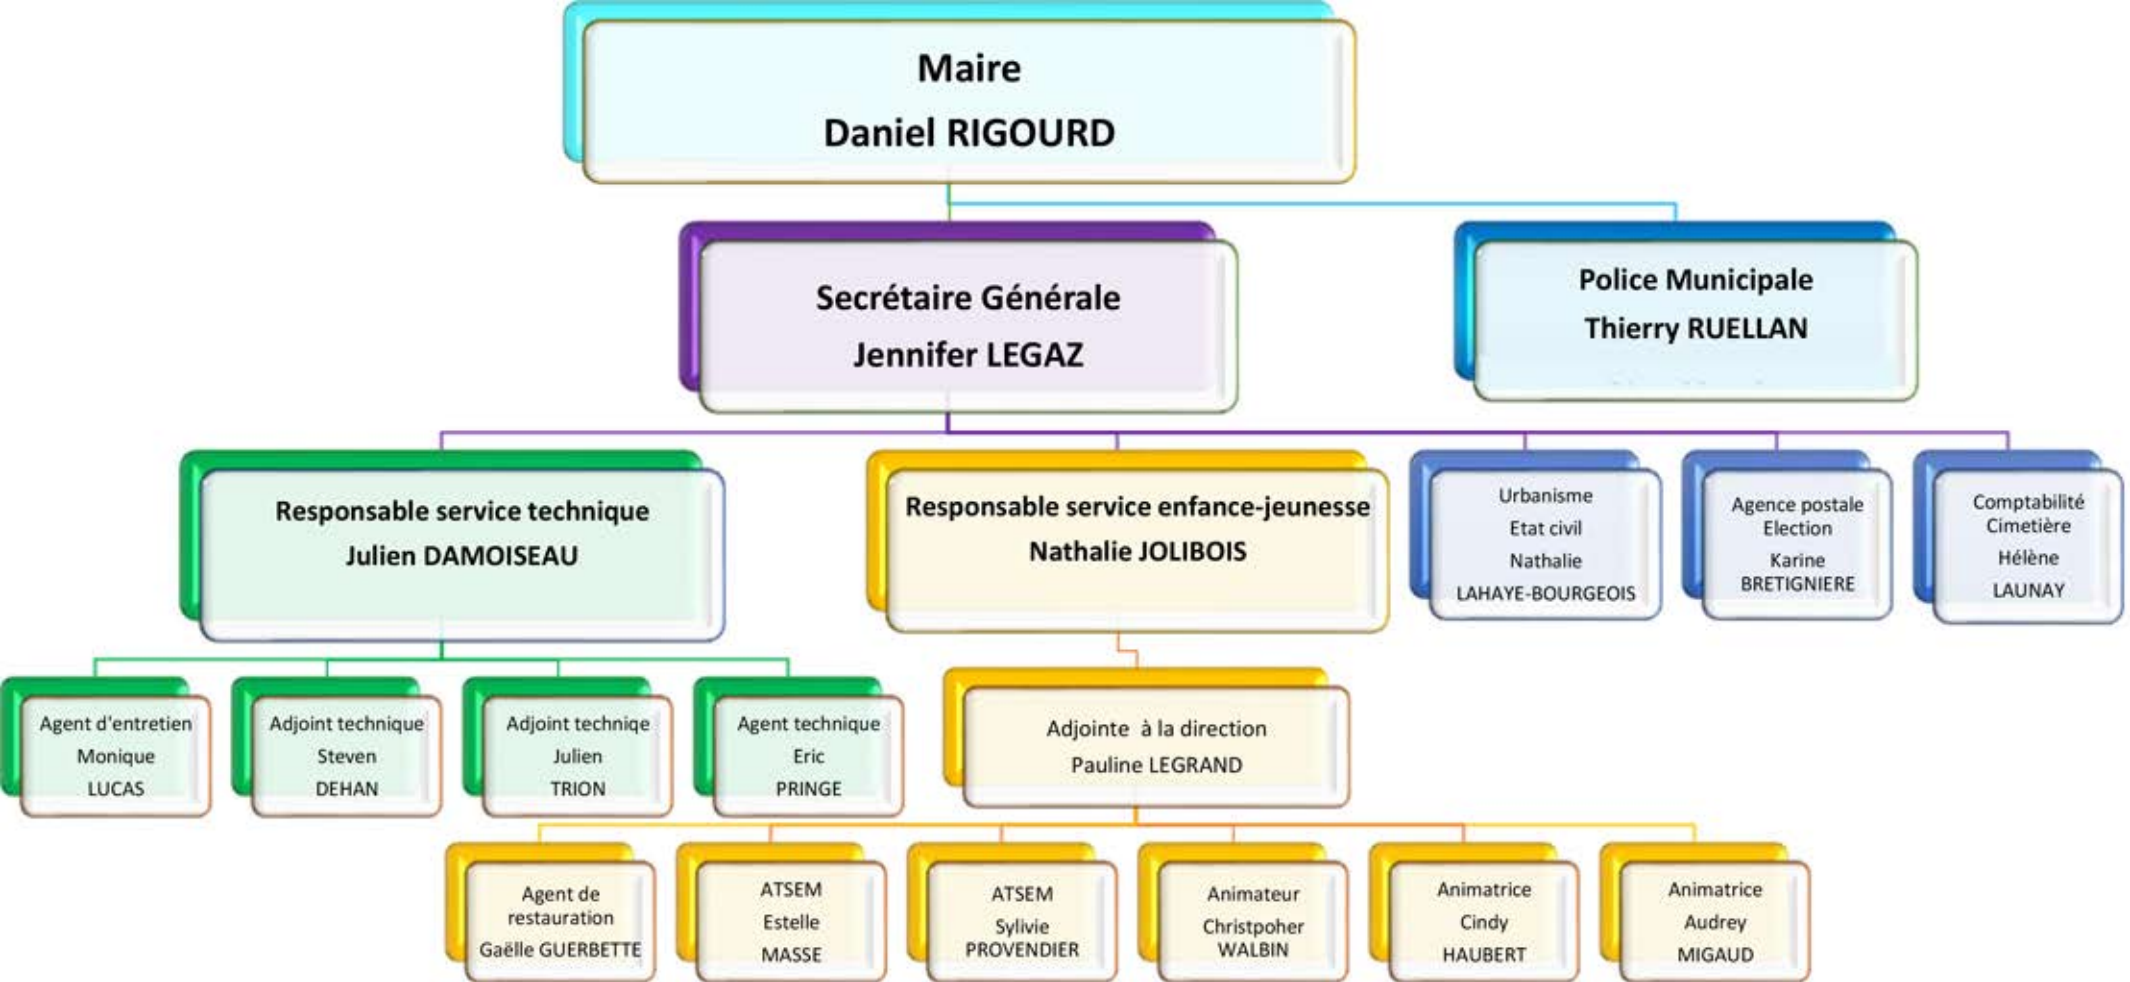 Maire
Daniel RIGOURD
Secrétaire Générale
Jennifer LEGAZ
Police Municipale
Thierry RUELLAN
Responsable service technique
Julien DAMOISEAU
Responsable service enfance-jeunesse
Nathalie JOLIBOIS
Urbanisme
Etat civil
Nathalie
LAHAYE-BOURGEOIS
Agence postale
Election
Karine
BRETIGNIERE
Comptabilité
Cimetière
Hélène
LAUNAY
Agent d'entretien
Monique
LUCAS
Adjoint technique
Steven
DEHAN
Adjoint techniqe
Julien
TRION
Agent technique
Eric
PRINGE
Adjointe à la direction
Pauline LEGRAND
Agent de
restauration
Gaëlle GUERBETTE
ATSEM
Estelle
MASSE
ATSEM
Sylivie
PROVENDIER
Animateur
Christpoher
WALBIN
Animatrice
Cindy
HAUBERT
Animatrice
Audrey
MIGAUD